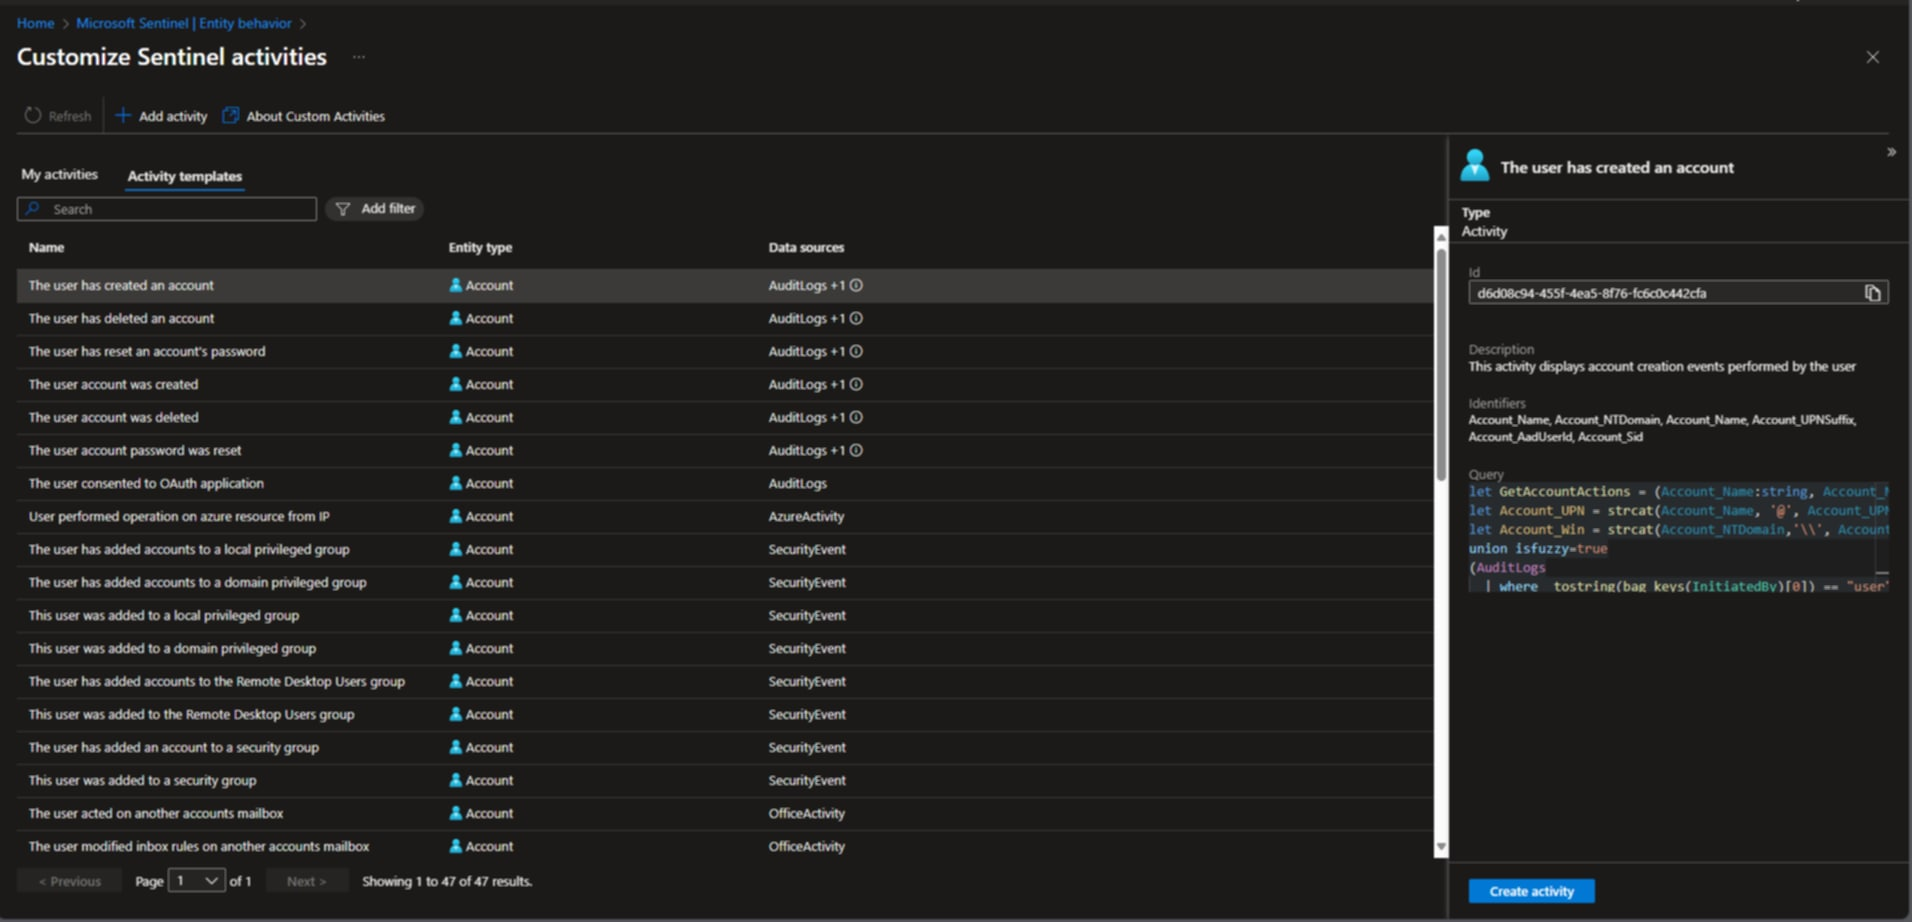 Home > Microsoft Sentinel | Entity behavior >
Customize Sentinel activities ...
Refresh
Add activity
About Custom Activities
My activities
Activity templates
Search
Add filter
Name Entity type Data sources
The user has created an account Account AuditLogs +1
The user has deleted an account Account AuditLogs +1
The user has reset an account's password Account AuditLogs +1
The user account was created Account AuditLogs +1
The user account was deleted Account AuditLogs +1
The user account password was reset Account AuditLogs +1
The user consented to OAuth application Account AuditLogs
User performed operation on azure resource from IP Account AzureActivity
The user has added accounts to a local privileged group Account SecurityEvent
The user has added accounts to a domain privileged group Account SecurityEvent
This user was added to a local privileged group Account SecurityEvent
This user was added to a domain privileged group Account SecurityEvent
The user has added accounts to the Remote Desktop Users group Account SecurityEvent
This user was added to the Remote Desktop Users group Account SecurityEvent
The user has added an account to a security group Account SecurityEvent
This user was added to a security group Account SecurityEvent
The user acted on another accounts mailbox Account OfficeActivity
The user modified inbox rules on another accounts mailbox Account OfficeActivity
< Previous Page 1 of 1 Next > Showing 1 to 47 of 47 results.
The user has created an account
Type
Activity
Id
d6d08c94-455f-4ea5-8f76-fc6c0c442cfa
Description
This activity displays account creation events performed by the user
Identifiers
Account_Name, Account_NTDomain, Account_Name, Account_UPNSuffix,
Account_AadUserId, Account_Sid
Query
let GetAccountActions = (Account_Name:string, Account_N
let Account_UPN = strcat(Account_Name, '@', Account_UPN
let Account_Win = strcat(Account_NTDomain,'\\', Account
union isfuzzy=true
(AuditLogs
| where tostring(bag_keys(InitiatedBy)[0]) == "user"
Create activity